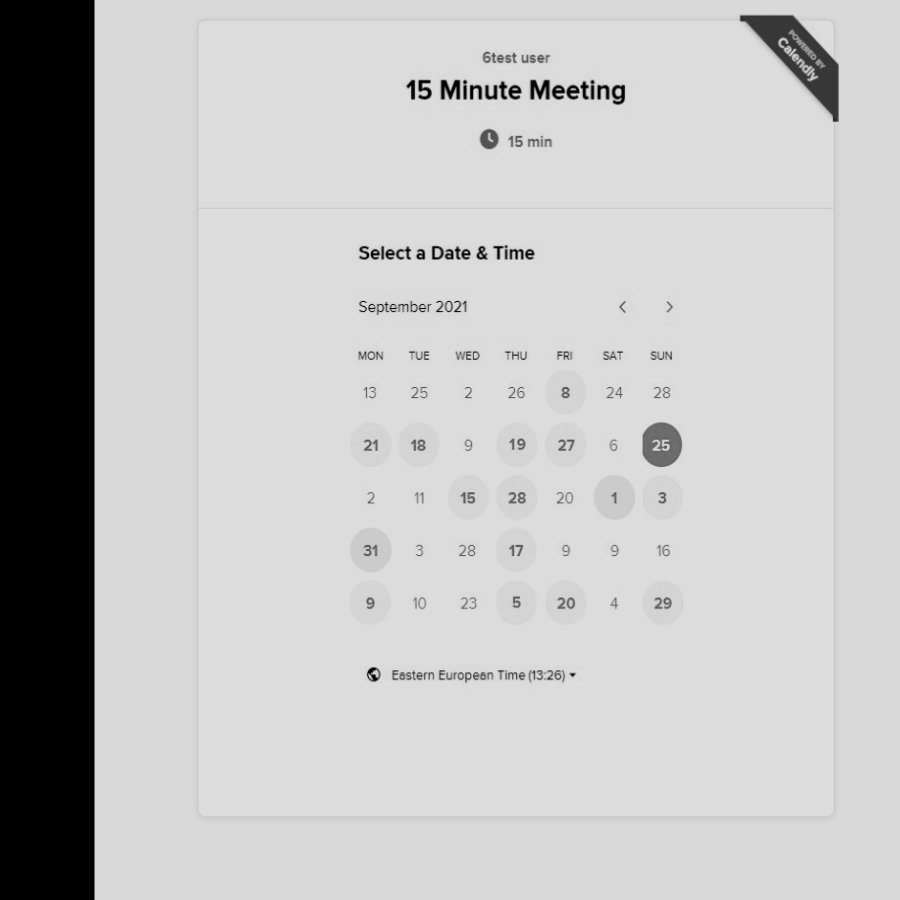 POWERED BY
Calendly
6test user
15 Minute Meeting
15 min
Select a Date & Time
September 2021
MON TUE WED THU FRI SAT SUN
13 25 2 26 8 24 28
21 18 9 19 27 6 25
2 11 15 28 20 1 3
31 3 28 17 9 9 16
9 10 23 5 20 4 29
Eastern European Time (13:26)